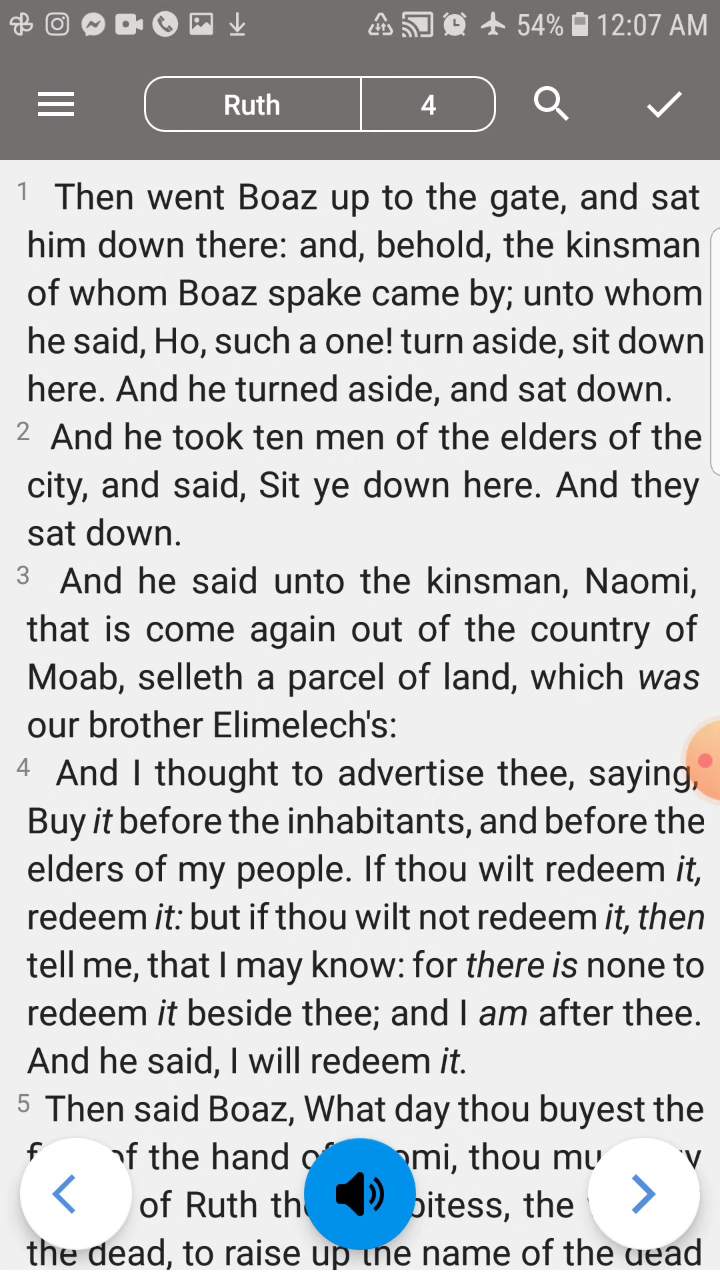 54% 12:07 AM
Ruth 4
1 Then went Boaz up to the gate, and sat
him down there: and, behold, the kinsman
of whom Boaz spake came by; unto whom
he said, Ho, such a one! turn aside, sit down
here. And he turned aside, and sat down.
2 And he took ten men of the elders of the
city, and said, Sit ye down here. And they
sat down.
3 And he said unto the kinsman, Naomi,
that is come again out of the country of
Moab, selleth a parcel of land, which was
our brother Elimelech's:
4 And I thought to advertise thee, saying,
Buy it before the inhabitants, and before the
elders of my people. If thou wilt redeem it,
redeem it: but if thou wilt not redeem it, then
tell me, that I may know: for there is none to
redeem it beside thee; and I am after thee.
And he said, I will redeem it.
5 Then said Boaz, What day thou buyest the
of the hand thou
of Ruth the
the dead, to raise up the name of the dead